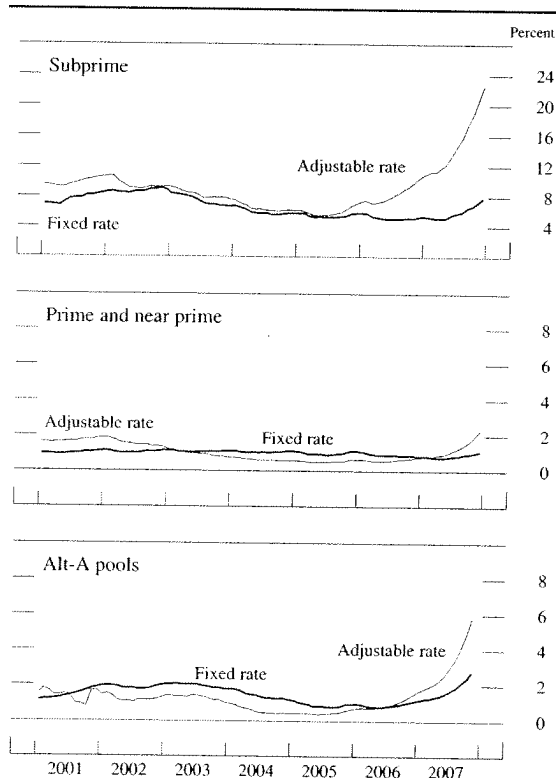 Percent
Subprime
24
20
16
Adjustable rate
12
8
Fixed rate
4
Prime and near prime
8
6
4
Adjustable rate
Fixed rate
2
0
Alt-A pools
8
6
Adjustable rate
4
Fixed rate
2
0
2001 2002 2003 2004 2005 2006 2007